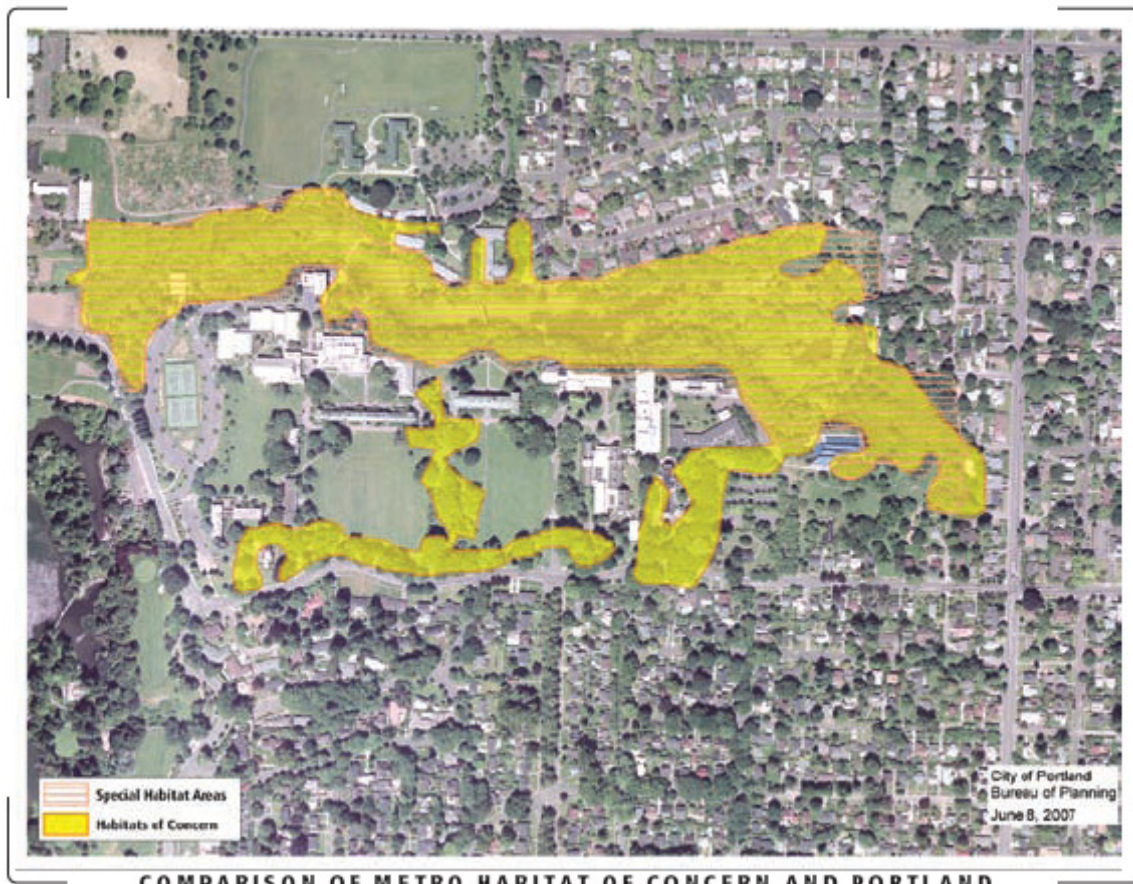 Special Habitat Areas
Habitats of Concern
City of Portland
Bureau of Planning
June 8, 2007
COMPARISON OF METRO HABITAT OF CONCERN AND PORTLAND